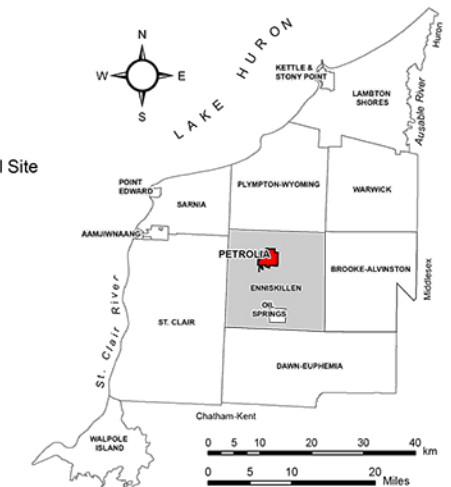 N
W E
S
LAKE HURON
Huron
KETTLE &
STONY POINT
LAMBTON
SHORES
Ausable River
l Site
POINT
EDWARD
SARNIA
PLYMPTON-WYOMING
WARWICK
AAMJIWNAANG
PETROLIA
ENNISKILLEN
OIL
SPRINGS
BROOKE-ALVINSTON
Middlesex
St. Clair River
ST. CLAIR
DAWN-EUPHEMIA
Chatham-Kent
WALPOLE
ISLAND
0 5 10 20 30 40
km
0 5 10 20
Miles